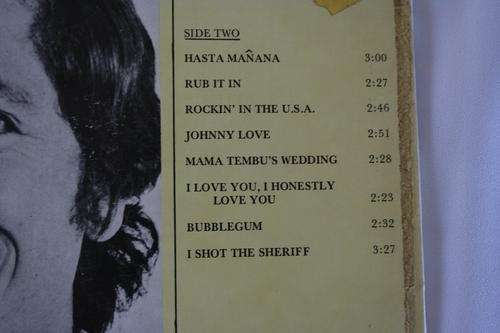 SIDE TWO
HASTA MAÑANA 3:00
RUB IT IN 2:27
ROCKIN' IN THE U.S.A. 2:46
JOHNNY LOVE 2:51
MAMA TEMBU'S WEDDING 2:28
I LOVE YOU, I HONESTLY
LOVE YOU 2:23
BUBBLEGUM 2:32
I SHOT THE SHERIFF 3:27